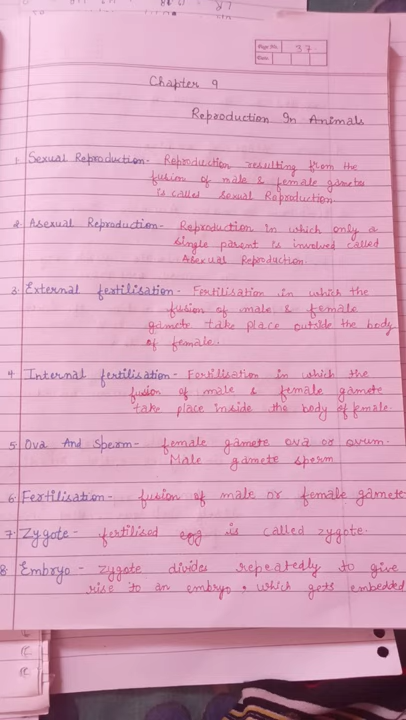 Page No. 37
Date
Chapter 9
Reproduction In Animals
1. Sexual Reproduction- Reproduction resulting from the
fusion of male & female gamete
is called Sexual Reproduction
2. Asexual Reproduction- Reproduction in which only a
single parent is involved called
Asexual Reproduction.
3. External fertilisation- Fertilisation in which the
fusion of male & female
gamete take place outside the body
of female.
4. Internal fertilisation- Fertilisation in which the
fusion of male & female gamete
take place inside the body of female.
5. Ova And Sperm- female gamete ova or ovum.
Male gamete sperm
6. Fertilisation- fusion of male or female gamete
7. Zygote- fertilised egg is called zygote.
8. Embryo- Zygote divides repeatedly to give
rise to an embryo. which gets embedded